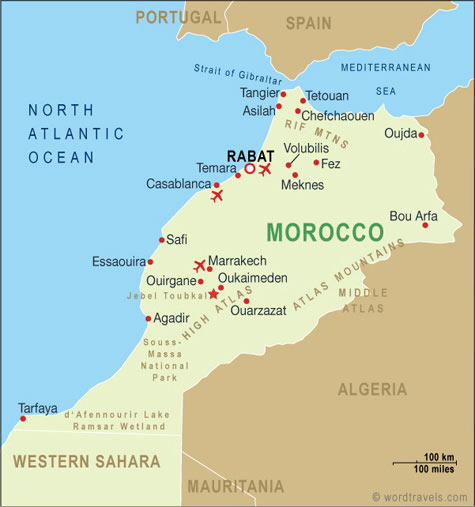 PORTUGAL
SPAIN
Strait of Gibraltar
MEDITERRANEAN
SEA
Tangier
Tetouan
Asilah
Chefchaouen
NORTH
ATLANTIC
OCEAN
RIF MTNS
Oujda
RABAT
Volubilis
Temara
Fez
Casablanca
Meknes
Bou Arfa
MOROCCO
Safi
Essaouira
Marrakech
Ouirgane
Oukaimeden
Jebel Toubkal
HIGH ATLAS
ATLAS MOUNTAINS
MIDDLE
ATLAS
Ouarzazat
Agadir
Souss-
Massa
National
Park
ALGERIA
Tarfaya
d'Afennourir Lake
Ramsar Wetland
WESTERN SAHARA
MAURITANIA
100 km
100 miles
© wordtravels.com